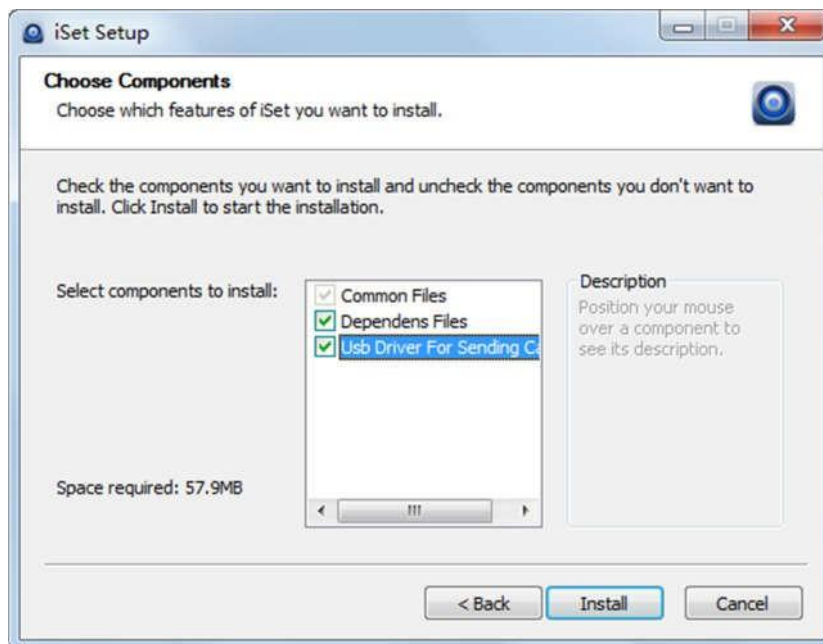 iSet Setup
Choose Components
Choose which features of iSet you want to install.
Check the components you want to install and uncheck the components you don't want to
install. Click Install to start the installation.
Select components to install:
Common Files
Dependens Files
Usb Driver For Sending Ca
Description
Position your mouse
over a component to
see its description.
Space required: 57.9MB
< Back
Install
Cancel